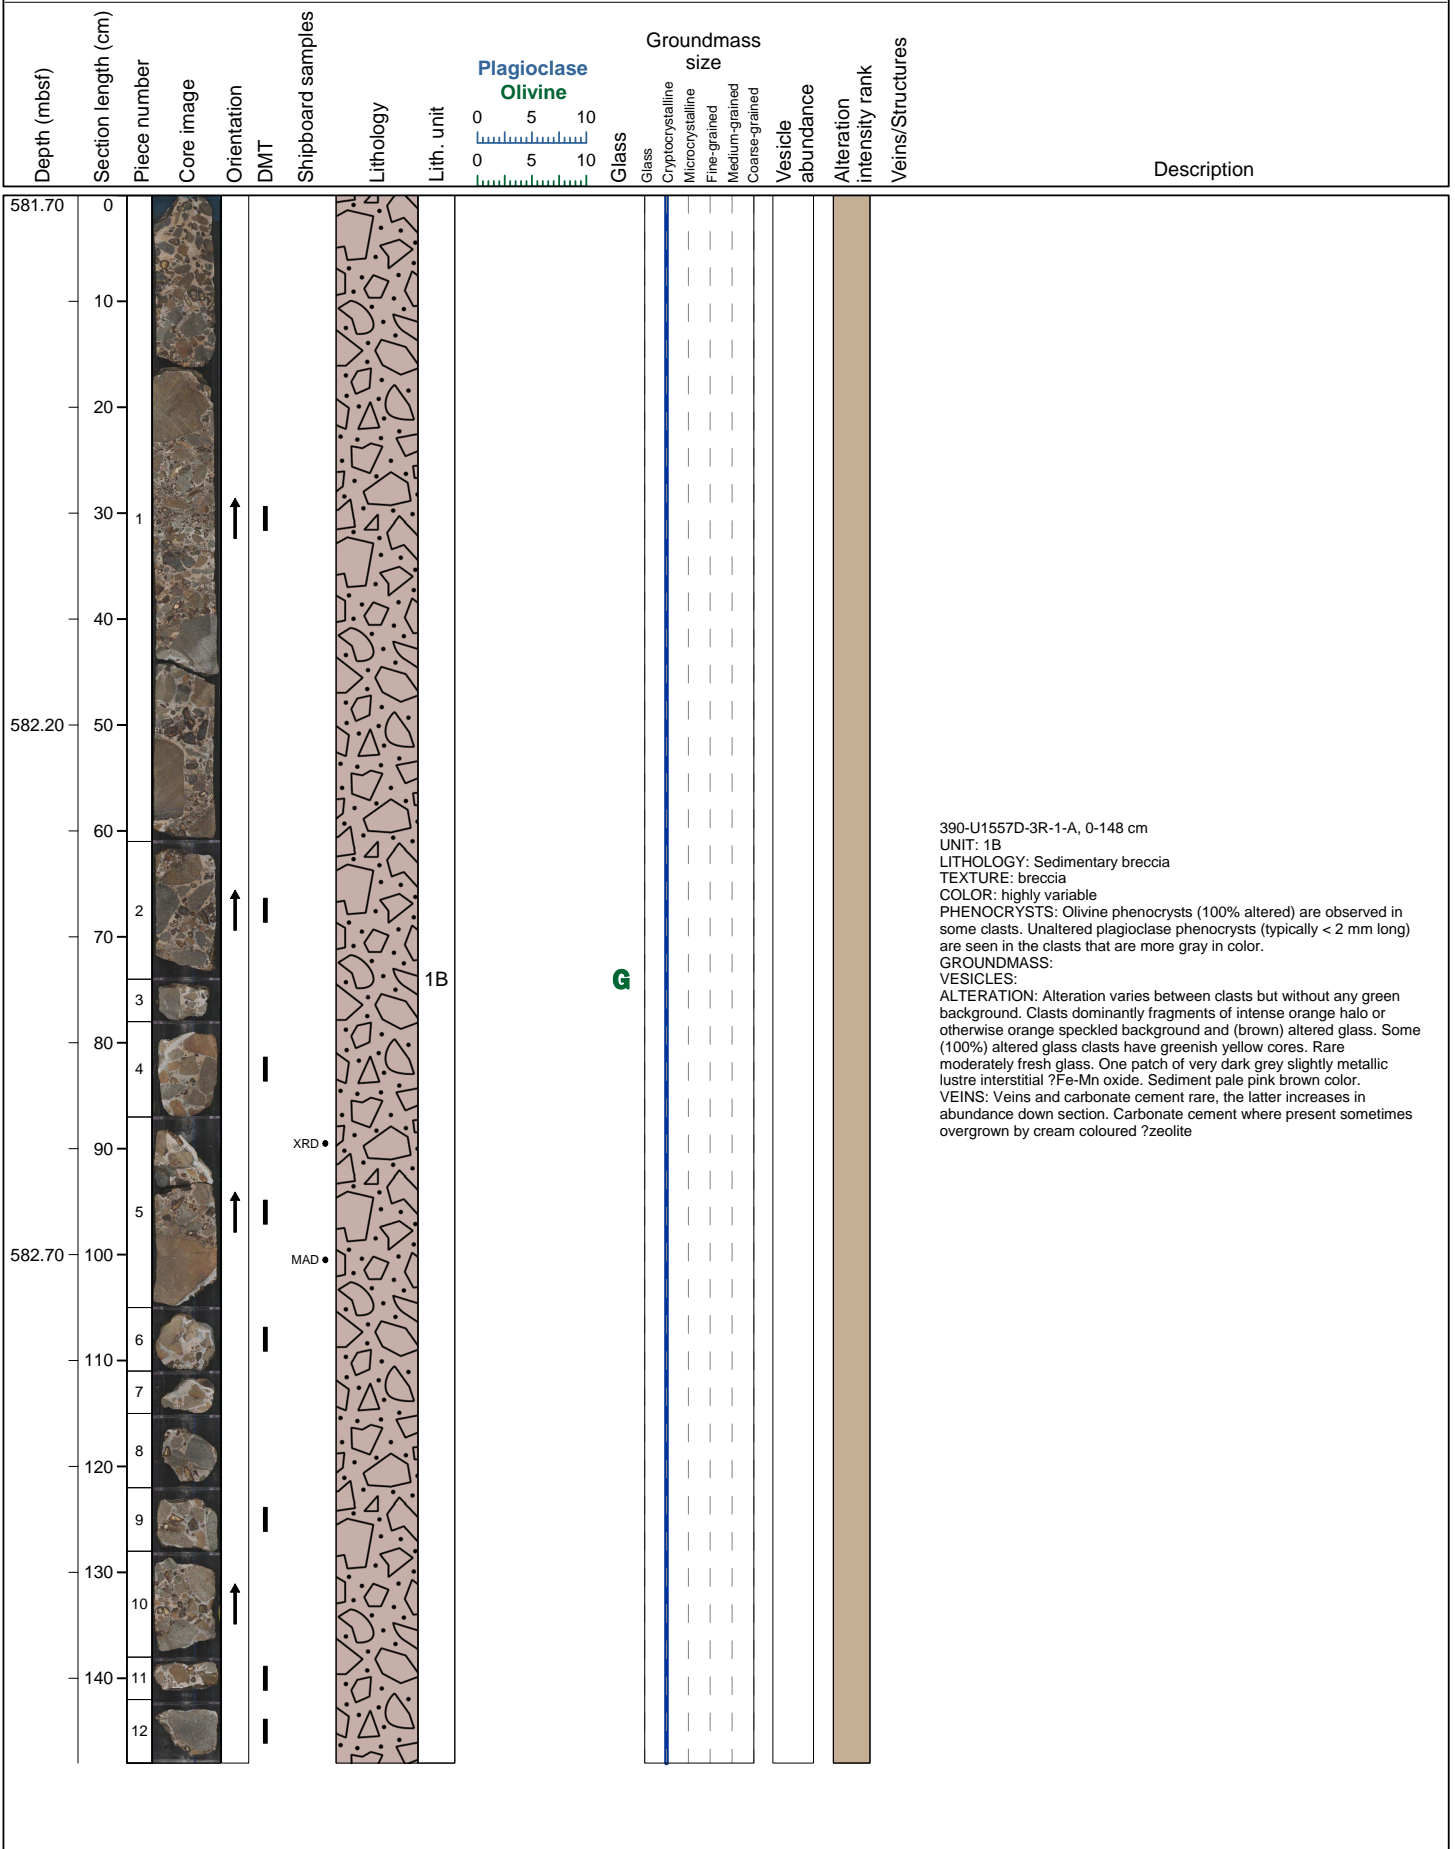 Depth (mbsf)
Section length (cm)
Piece number
Core image
Orientation
DMT
Shipboard samples
Lithology
Lith. unit
Plagioclase
Olivine
0 5 10
0 5 10
Glass
Groundmass
size
Glass
Cryptocrystalline
Microcrystalline
Fine-grained
Medium-grained
Coarse-grained
Vesicle
abundance
Alteration
intensity rank
Veins/Structures
Description
581.70
582.20
582.70
0
10
20
30
40
50
60
70
80
90
100
110
120
130
140
1
2
3
4
5
6
7
8
9
10
11
12
XRD
MAD
1B
G
390-U1557D-3R-1-A, 0-148 cm
UNIT: 1B
LITHOLOGY: Sedimentary breccia
TEXTURE: breccia
COLOR: highly variable
PHENOCRYSTS: Olivine phenocrysts (100% altered) are observed in
some clasts. Unaltered plagioclase phenocrysts (typically < 2 mm long)
are seen in the clasts that are more gray in color.
GROUNDMASS:
VESICLES:
ALTERATION: Alteration varies between clasts but without any green
background. Clasts dominantly fragments of intense orange halo or
otherwise orange speckled background and (brown) altered glass. Some
(100%) altered glass clasts have greenish yellow cores. Rare
moderately fresh glass. One patch of very dark grey slightly metallic
lustre interstitial ?Fe-Mn oxide. Sediment pale pink brown color.
VEINS: Veins and carbonate cement rare, the latter increases in
abundance down section. Carbonate cement where present sometimes
overgrown by cream coloured ?zeolite